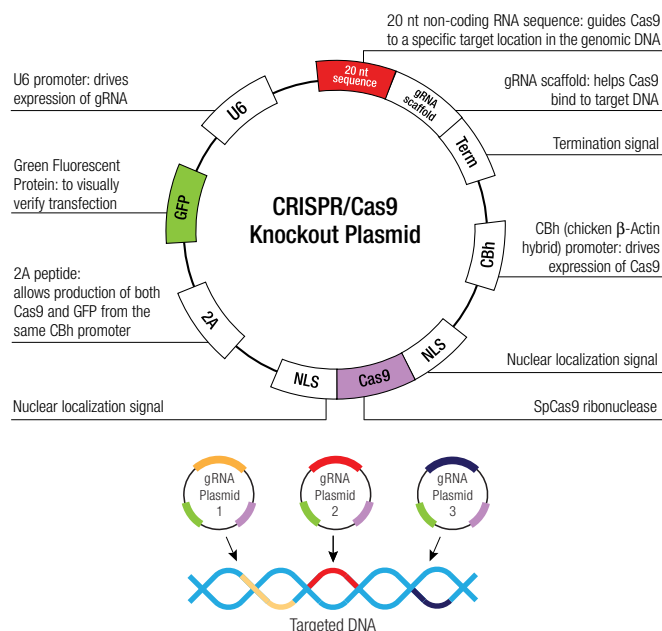 20 nt non-coding RNA sequence: guides Cas9
to a specific target location in the genomic DNA
U6 promoter: drives
expression of gRNA
gRNA scaffold: helps Cas9
bind to target DNA
Termination signal
Green Fluorescent
Protein: to visually
verify transfection
CBh (chicken β-Actin
hybrid) promoter: drives
expression of Cas9
2A peptide:
allows production of both
Cas9 and GFP from the
same CBh promoter
Nuclear localization signal
Nuclear localization signal
SpCas9 ribonuclease
20 nt
sequence
gRNA
scaffold
Term
CBh
NLS
Cas9
NLS
2A
GFP
U6
CRISPR/Cas9
Knockout Plasmid
gRNA
Plasmid
1
gRNA
Plasmid
2
gRNA
Plasmid
3
Targeted DNA